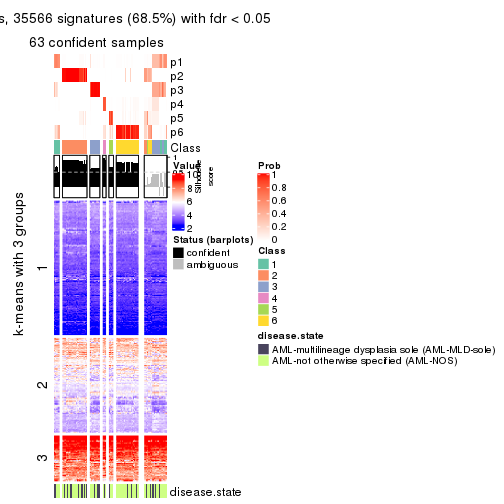 s, 35566 signatures (68.5%) with fdr < 0.05
63 confident samples
p1
p2
p3
p4
p5
p6
Class
1
Silhouette
score
k-means with 3 groups
1
2
3
disease.state
Value
10
8
6
4
2
Status (barplots)
confident
ambiguous
Prob
1
0.8
0.6
0.4
0.2
0
Class
1
2
3
4
5
6
disease.state
AML-multilineage dysplasia sole (AML-MLD-sole)
AML-not otherwise specified (AML-NOS)